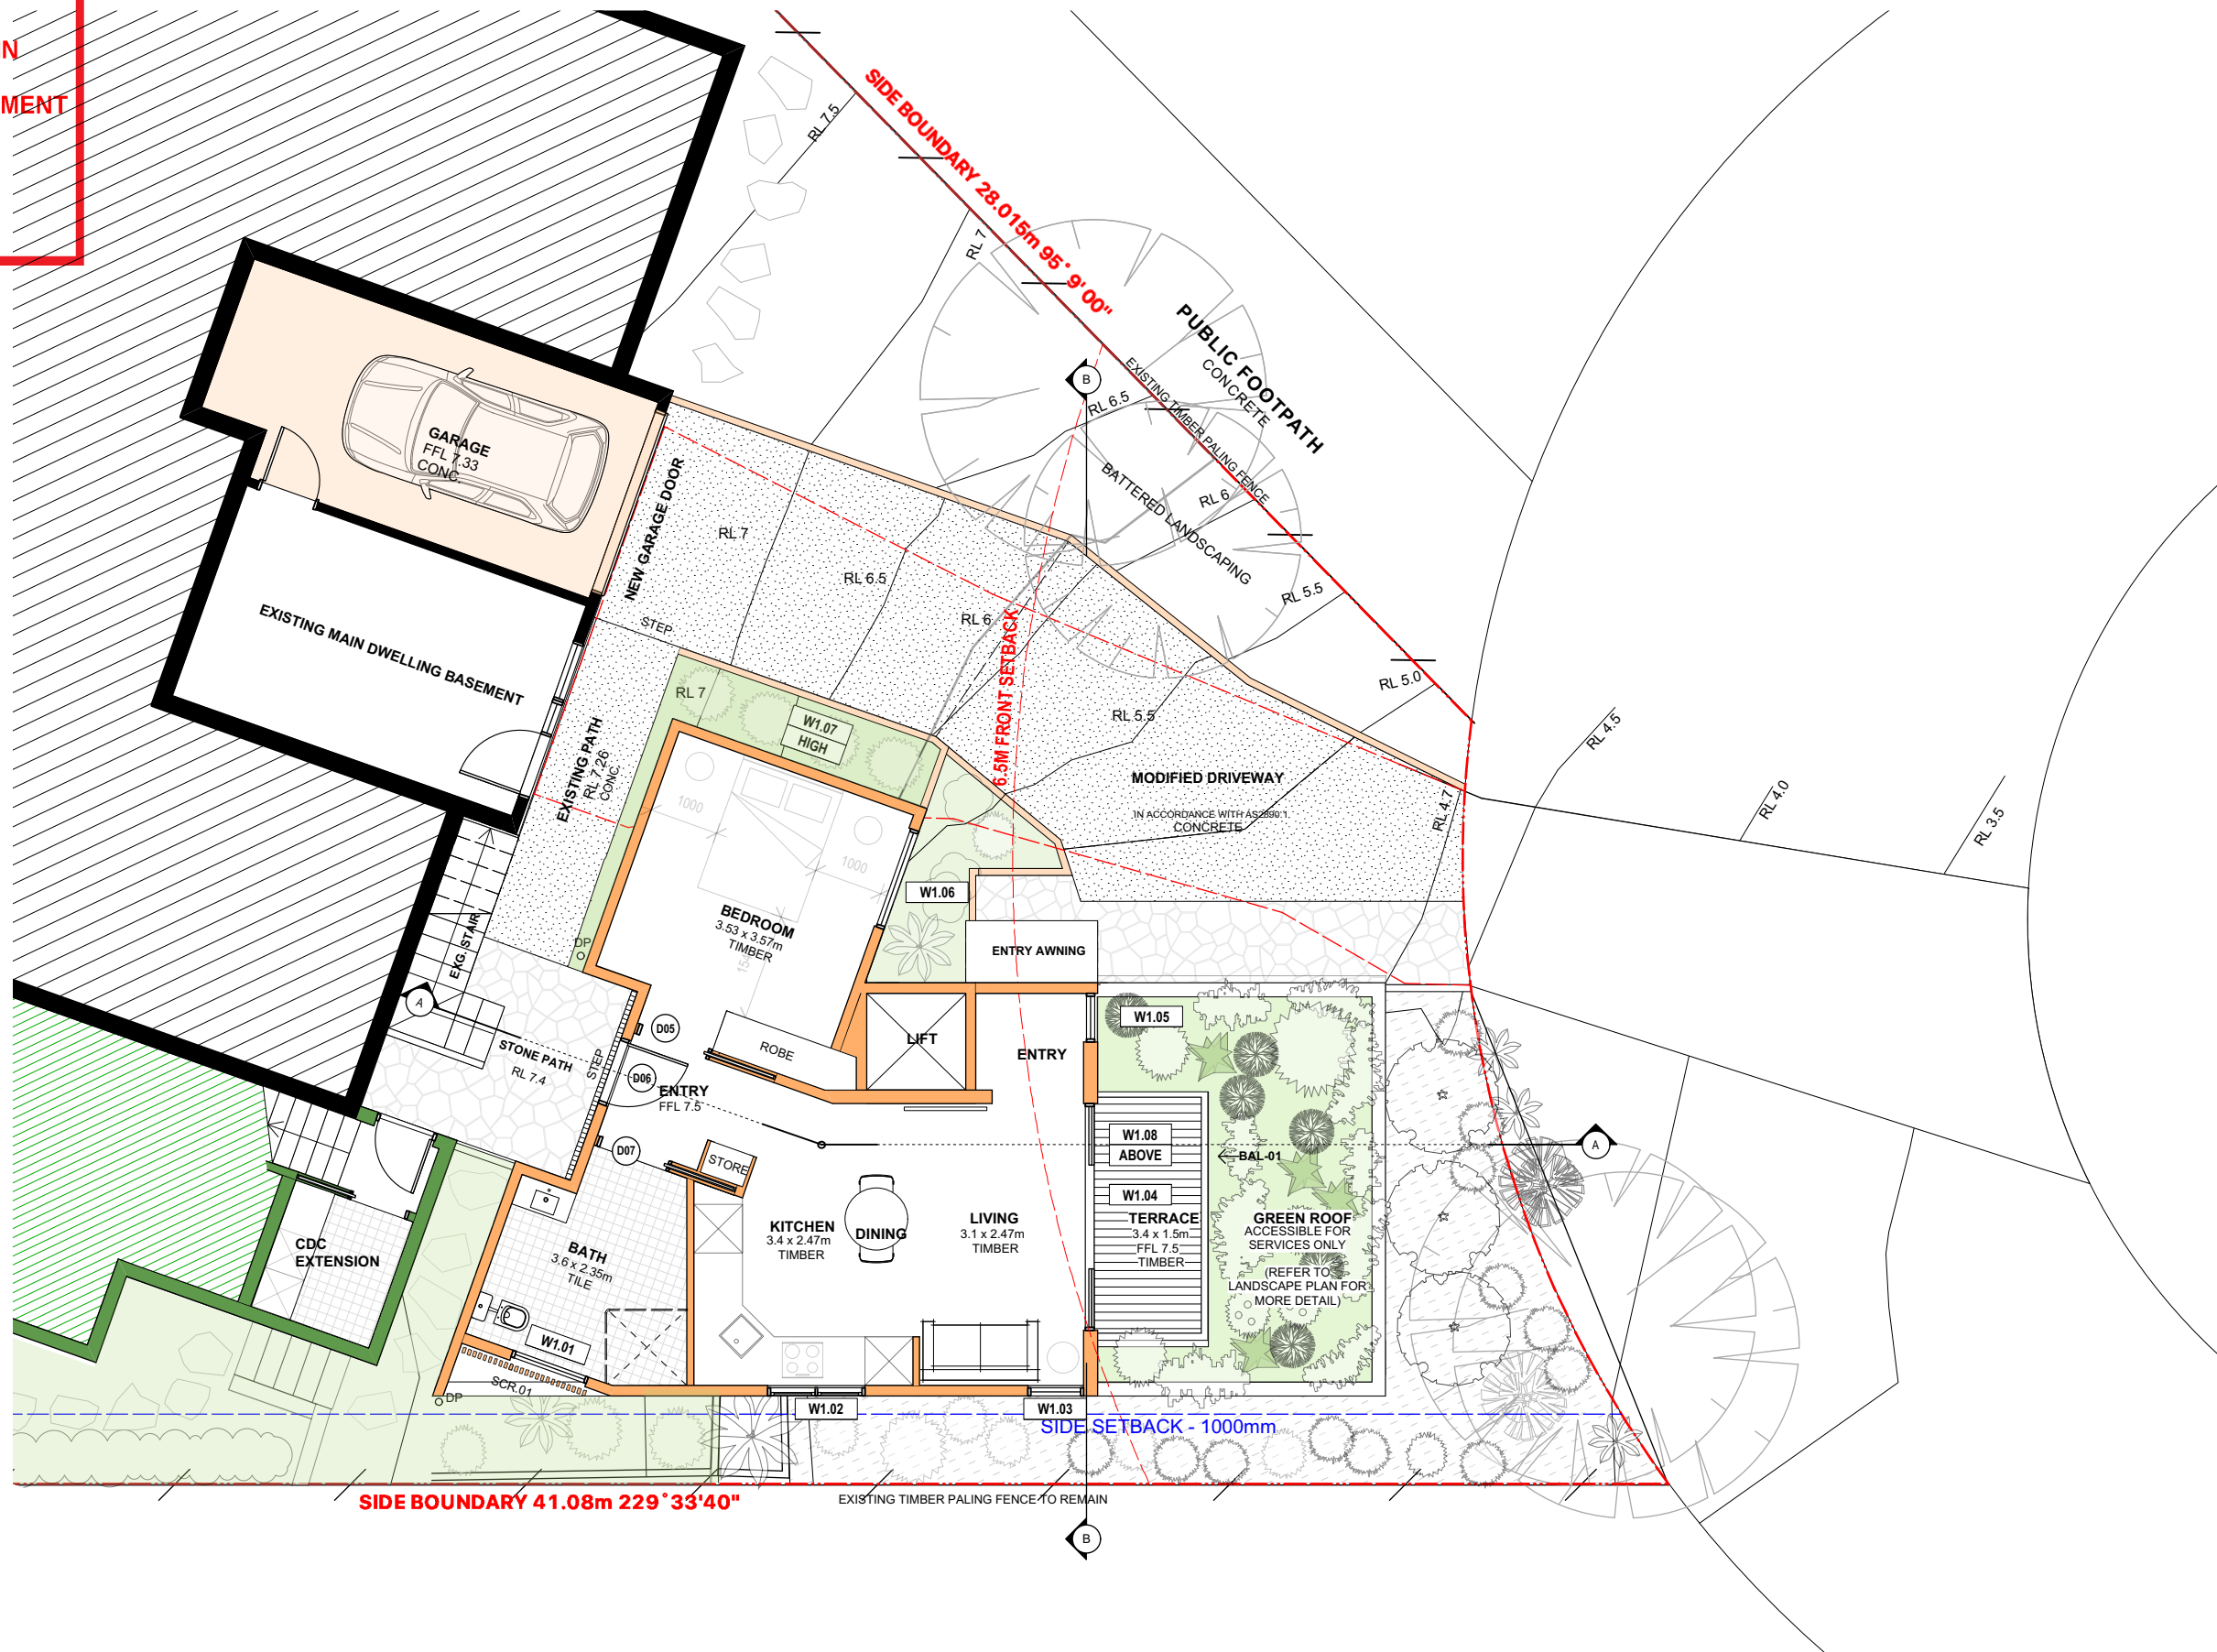 N
MENT
RL 7.5
SIDE BOUNDARY 28.015m 95° 9' 00"
RL 7
PUBLIC FOOTPATH
CONCRETE
B
EXISTING TIMBER PALING FENCE
RL 6.5
BATTERED LANDSCAPING
RL 6
RL 5.5
RL 5.0
RL 4.5
RL 4.0
RL 3.5
GARAGE
FFL 7.33
CONC.
NEW GARAGE DOOR
EXISTING MAIN DWELLING BASEMENT
STEP
RL 7
RL 6.5
RL 6
6.5M FRONT SETBACK
RL 5.5
RL 7
W1.07
HIGH
EXISTING PATH
RL 7.26
CONC.
MODIFIED DRIVEWAY
IN ACCORDANCE WITH AS2890.1
CONCRETE
RL 4.7
1000
1000
BEDROOM
3.53 x 3.57m
TIMBER
W1.06
ENTRY AWNING
EXG. STAIR
DP
A
STONE PATH
RL 7.4
STEP
D05
D06
D07
ROBE
LIFT
ENTRY
ENTRY
FFL 7.5
STORE
W1.05
W1.08
ABOVE
BAL-01
W1.04
A
TERRACE
3.4 x 1.5m
FFL 7.5
TIMBER
GREEN ROOF
ACCESSIBLE FOR
SERVICES ONLY
(REFER TO
LANDSCAPE PLAN FOR
MORE DETAIL)
KITCHEN
3.4 x 2.47m
TIMBER
DINING
LIVING
3.1 x 2.47m
TIMBER
BATH
3.6 x 2.35m
TILE
CDC
EXTENSION
W1.01
SCR.01
DP
W1.02
W1.03
SIDE SETBACK - 1000mm
SIDE BOUNDARY 41.08m 229°33'40"
EXISTING TIMBER PALING FENCE TO REMAIN
B